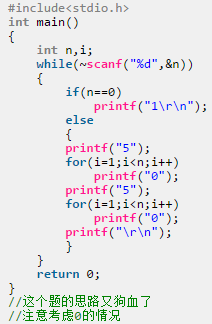 #include<stdio.h>
int main()
{
    int n,i;
    while(~scanf("%d",&n))
    {
        if(n==0)
            printf("1\r\n");
        else
        {
        printf("5");
        for(i=1;i<n;i++)
            printf("0");
        printf("5");
        for(i=1;i<n;i++)
            printf("0");
        printf("\r\n");
        }
    }
    return 0;
}
//这个题的思路又狗血了
//注意考虑0的情况